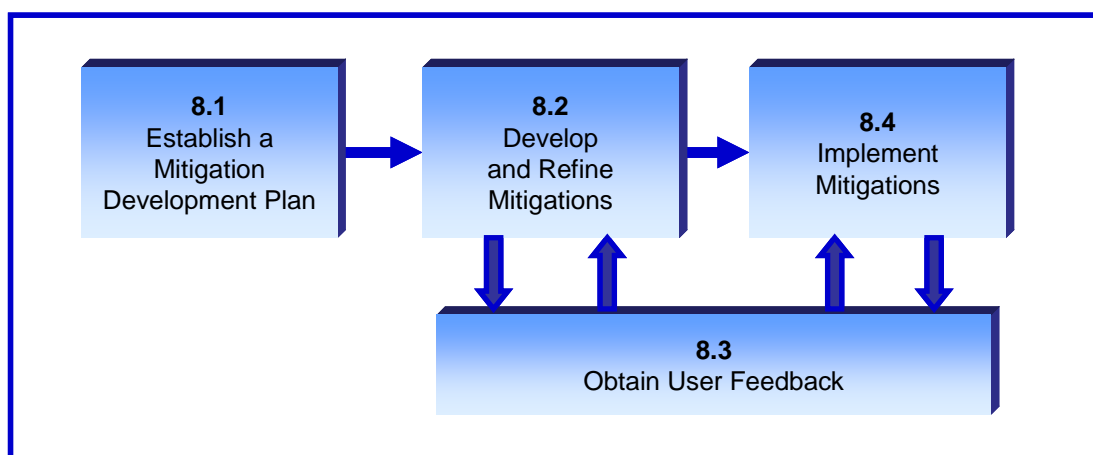 8.1
Establish a
Mitigation
Development Plan
8.2
Develop
and Refine
Mitigations
8.4
Implement
Mitigations
8.3
Obtain User Feedback